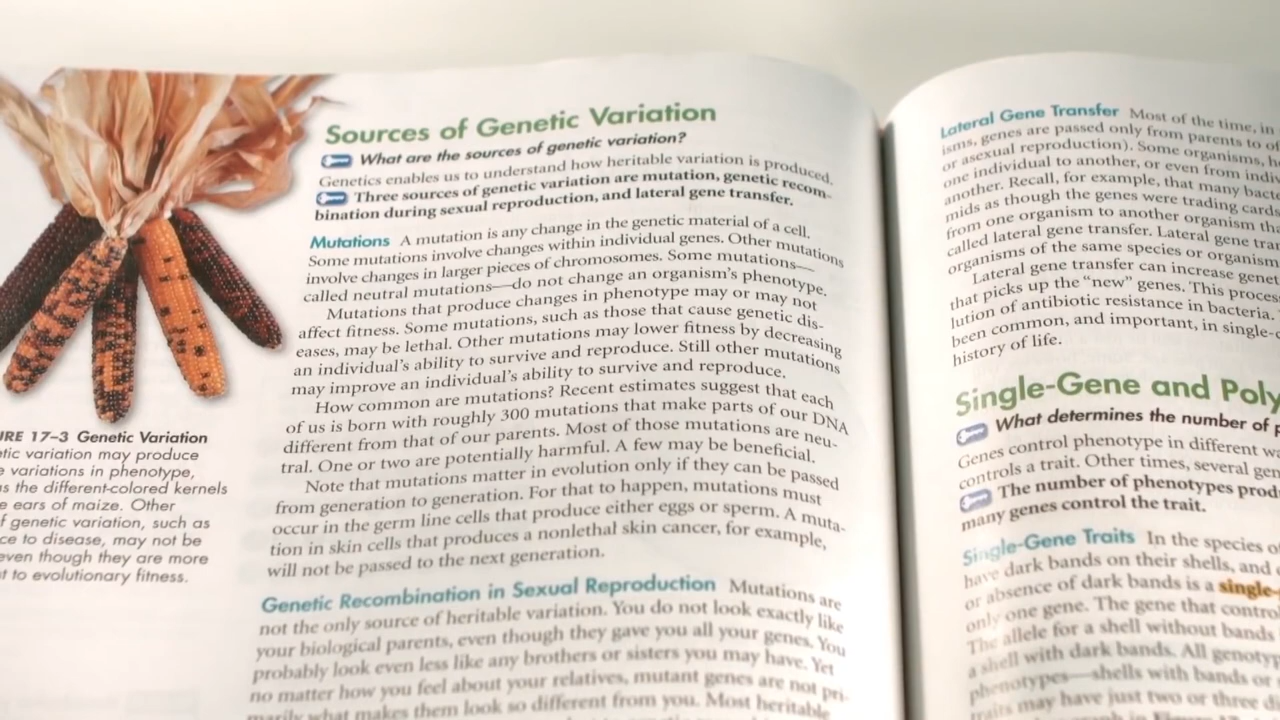 Sources of Genetic Variation
What are the sources of genetic variation?
Genetics enables us to understand how heritable variation is produced.
Three sources of genetic variation are mutation, genetic recom-
bination during sexual reproduction, and lateral gene transfer.
Mutations A mutation is any change in the genetic material of a cell.
Some mutations involve changes within individual genes. Other mutations
involve changes in larger pieces of chromosomes. Some mutations—
called neutral mutations—do not change an organism's phenotype.
Mutations that produce changes in phenotype may or may not
affect fitness. Some mutations, such as those that cause genetic dis-
eases, may be lethal. Other mutations may lower fitness by decreasing
an individual's ability to survive and reproduce. Still other mutations
may improve an individual's ability to survive and reproduce.
How common are mutations? Recent estimates suggest that each
of us is born with roughly 300 mutations that make parts of our DNA
different from that of our parents. Most of those mutations are neu-
tral. One or two are potentially harmful. A few may be beneficial.
Note that mutations matter in evolution only if they can be passed
from generation to generation. For that to happen, mutations must
occur in the germ line cells that produce either eggs or sperm. A muta-
tion in skin cells that produces a nonlethal skin cancer, for example,
will not be passed to the next generation.
Genetic Recombination in Sexual Reproduction Mutations are
not the only source of heritable variation. You do not look exactly like
your biological parents, even though they gave you all your genes. You
probably look even less like any brothers or sisters you may have. Yet
no matter how you feel about your relatives, mutant genes are not pri-
marily what makes them look so different from you. Most heritable
URE 17–3 Genetic Variation
etic variation may produce
e variations in phenotype,
as the different-colored kernels
e ears of maize. Other
f genetic variation, such as
ce to disease, may not be
even though they are more
t to evolutionary fitness.
Lateral Gene Transfer Most of the time, in
isms, genes are passed only from parents to of
or asexual reproduction). Some organisms, h
one individual to another, or even from indiv
another. Recall, for example, that many bacte
mids as though the genes were trading cards
from one organism to another organism tha
called lateral gene transfer. Lateral gene tran
organisms of the same species or organism
Lateral gene transfer can increase genet
that picks up the "new" genes. This process
lution of antibiotic resistance in bacteria.
been common, and important, in single-c
history of life.
Single-Gene and Poly
What determines the number of p
Genes control phenotype in different wa
controls a trait. Other times, several gen
The number of phenotypes prod
many genes control the trait.
Single-Gene Traits In the species of
have dark bands on their shells, and
or absence of dark bands is a single-
only one gene. The gene that contro
The allele for a shell without bands
a shell with dark bands. All genotyp
phenotypes—shells with bands or
traits may have just two or three di